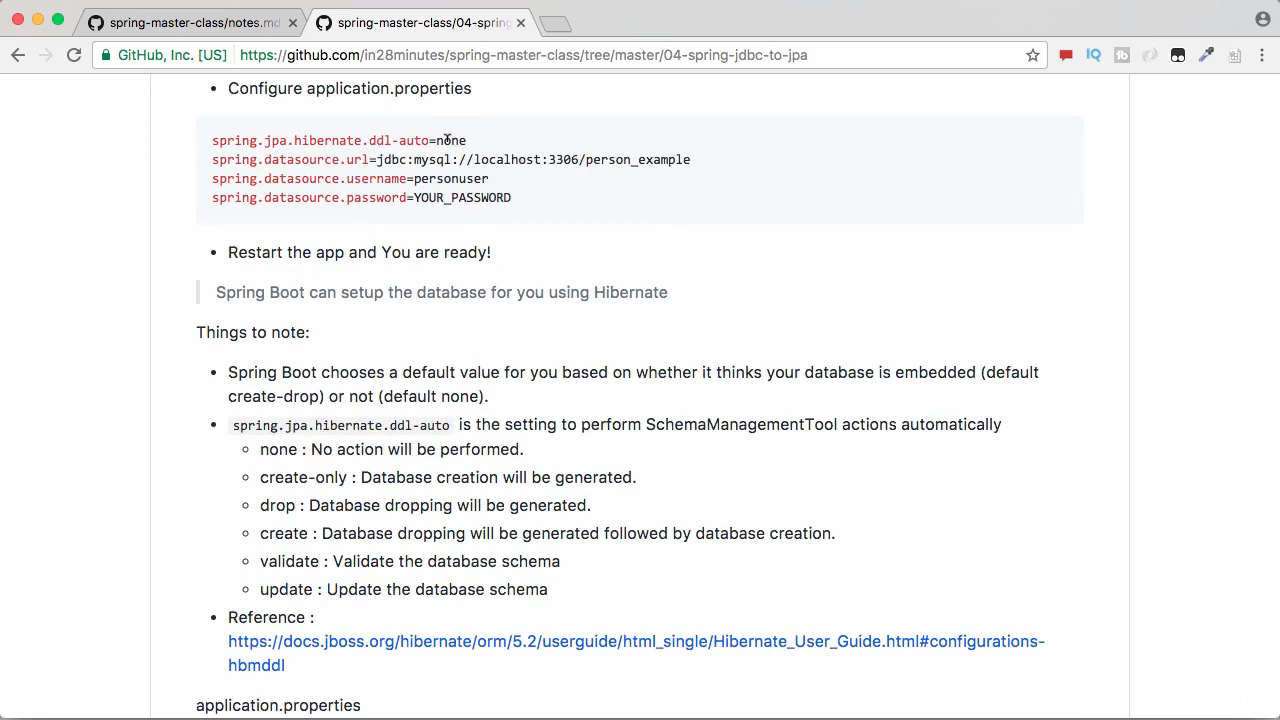 spring-master-class/notes.md
spring-master-class/04-spring
GitHub, Inc. [US]
https://github.com/in28minutes/spring-master-class/tree/master/04-spring-jdbc-to-jpa
• Configure application.properties
spring.jpa.hibernate.ddl-auto=none
spring.datasource.url=jdbc:mysql://localhost:3306/person_example
spring.datasource.username=personuser
spring.datasource.password=YOUR_PASSWORD
• Restart the app and You are ready!
Spring Boot can setup the database for you using Hibernate
Things to note:
• Spring Boot chooses a default value for you based on whether it thinks your database is embedded (default
create-drop) or not (default none).
• spring.jpa.hibernate.ddl-auto is the setting to perform SchemaManagementTool actions automatically
◦ none : No action will be performed.
◦ create-only : Database creation will be generated.
◦ drop : Database dropping will be generated.
◦ create : Database dropping will be generated followed by database creation.
◦ validate : Validate the database schema
◦ update : Update the database schema
• Reference :
https://docs.jboss.org/hibernate/orm/5.2/userguide/html_single/Hibernate_User_Guide.html#configurations-
hbmddl
application.properties